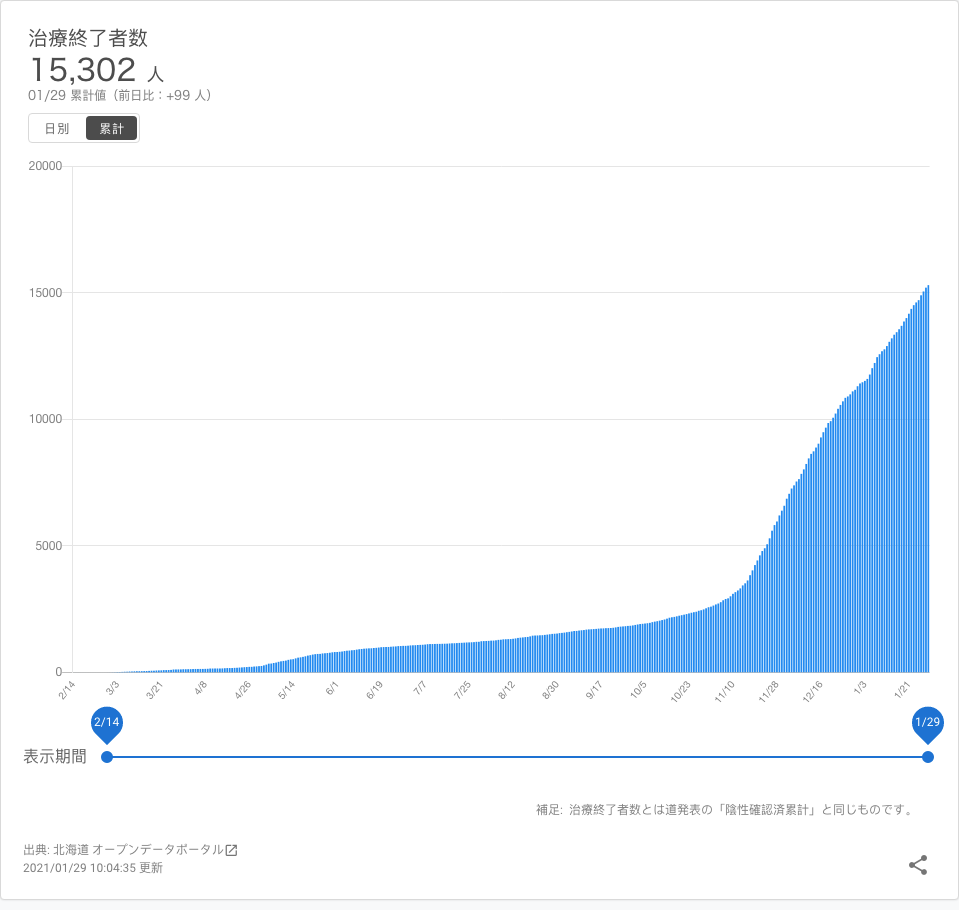 治療終了者数
15,302 人
01/29 累計値（前日比：+99 人）
日別 累計
20000
15000
10000
5000
0
2/14 3/3 3/21 4/8 4/26 5/14 6/1 6/19 7/7 7/25 8/12 8/30 9/17 10/5 10/23 11/10 11/28 12/16 1/3 1/21
2/14 1/29
表示期間
補足: 治療終了者数とは道発表の「陰性確認済累計」と同じものです。
出典: 北海道 オープンデータポータル
2021/01/29 10:04:35 更新